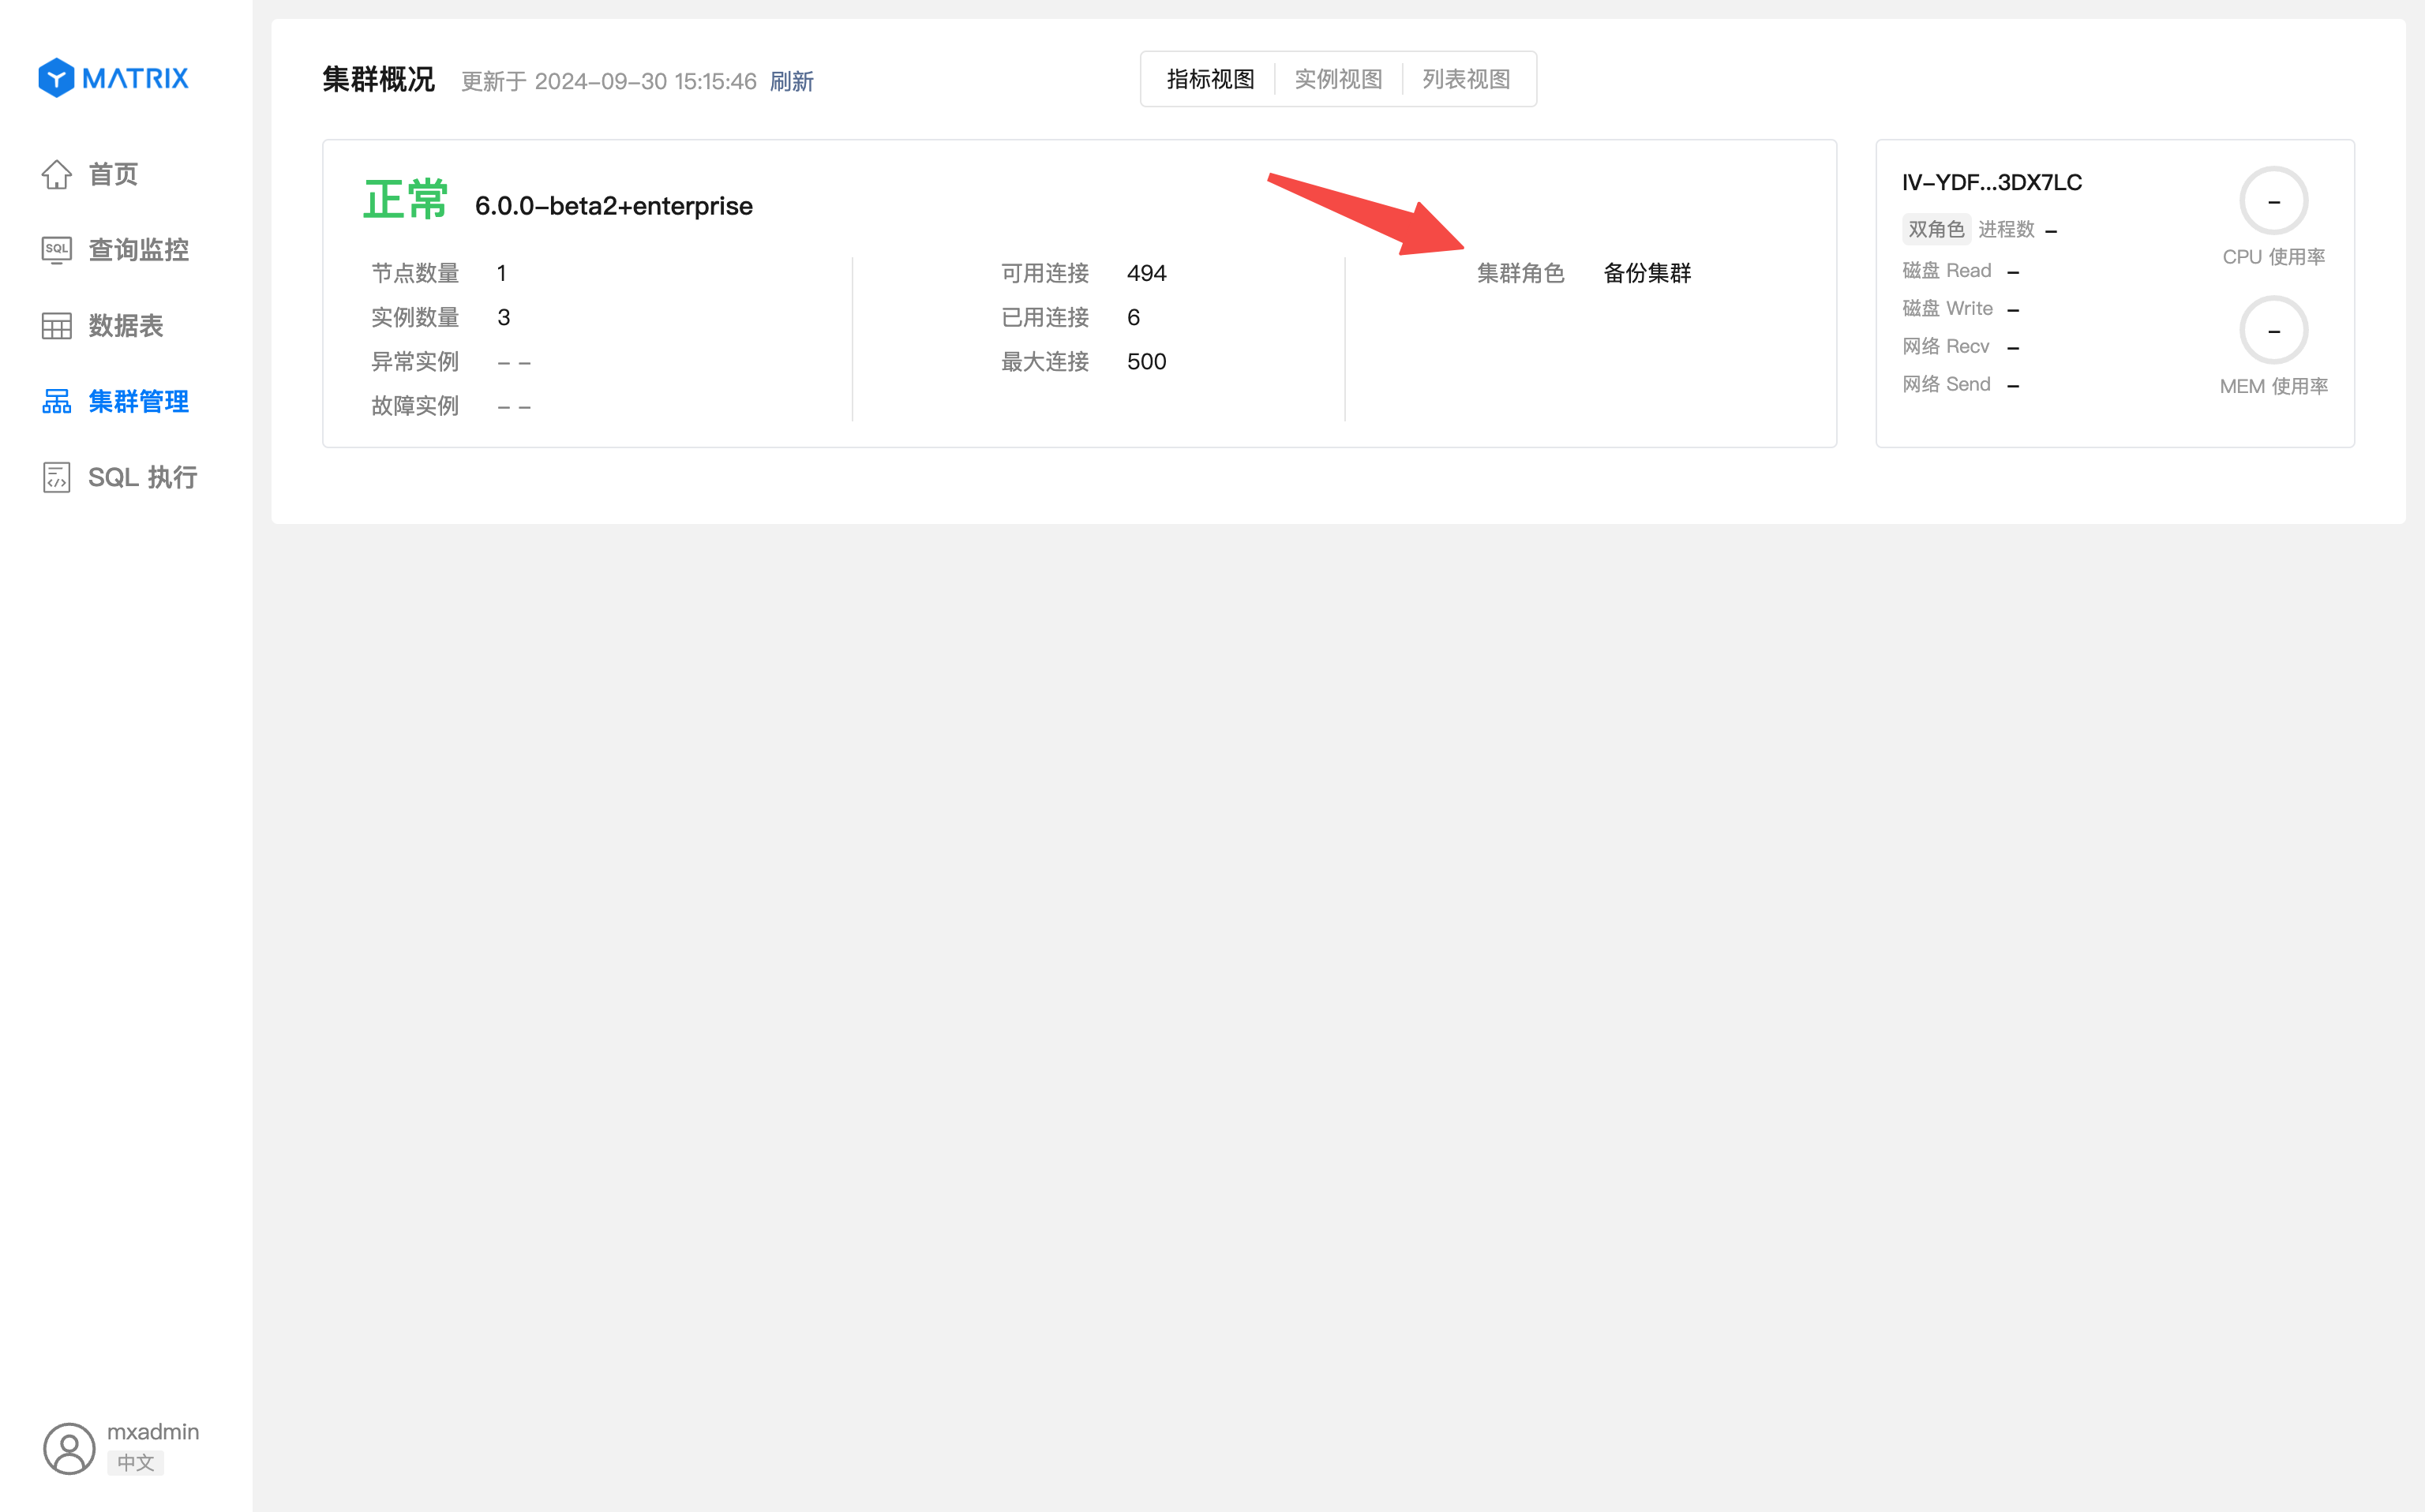 MATRIX
首页
查询监控
数据表
集群管理
SQL 执行
mxadmin
中文
集群概况 更新于 2024-09-30 15:15:46 刷新
指标视图 实例视图 列表视图
正常 6.0.0-beta2+enterprise
节点数量 1
实例数量 3
异常实例 – –
故障实例 – –
可用连接 494
已用连接 6
最大连接 500
集群角色 备份集群
IV-YDF...3DX7LC
双角色 进程数 –
磁盘 Read –
磁盘 Write –
网络 Recv –
网络 Send –
–
CPU 使用率
–
MEM 使用率